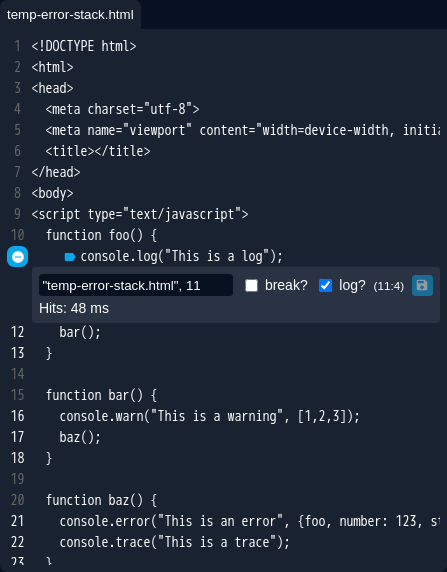 temp-error-stack.html
1 <!DOCTYPE html>
2 <html>
3 <head>
4 <meta charset="utf-8">
5 <meta name="viewport" content="width=device-width, initia
6 <title></title>
7 </head>
8 <body>
9 <script type="text/javascript">
10 function foo() {
console.log("This is a log");
"temp-error-stack.html", 11 break? log? (11:4)
Hits: 48 ms
12 bar();
13 }
14
15 function bar() {
16 console.warn("This is a warning", [1,2,3]);
17 baz();
18 }
19
20 function baz() {
21 console.error("This is an error", {foo, number: 123, st
22 console.trace("This is a trace");
23 }